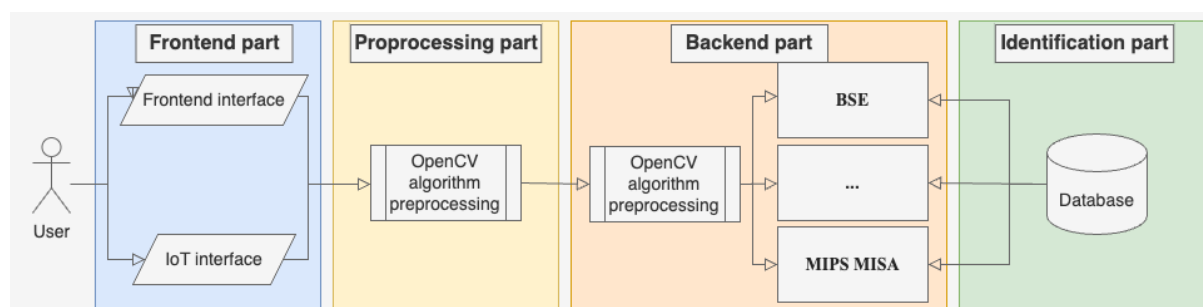 Frontend part
Proprocessing part
Backend part
Identification part
Frontend interface
BSE
OpenCV
algorithm
preprocessing
OpenCV
algorithm
preprocessing
...
Database
User
IoT interface
MIPS MISA